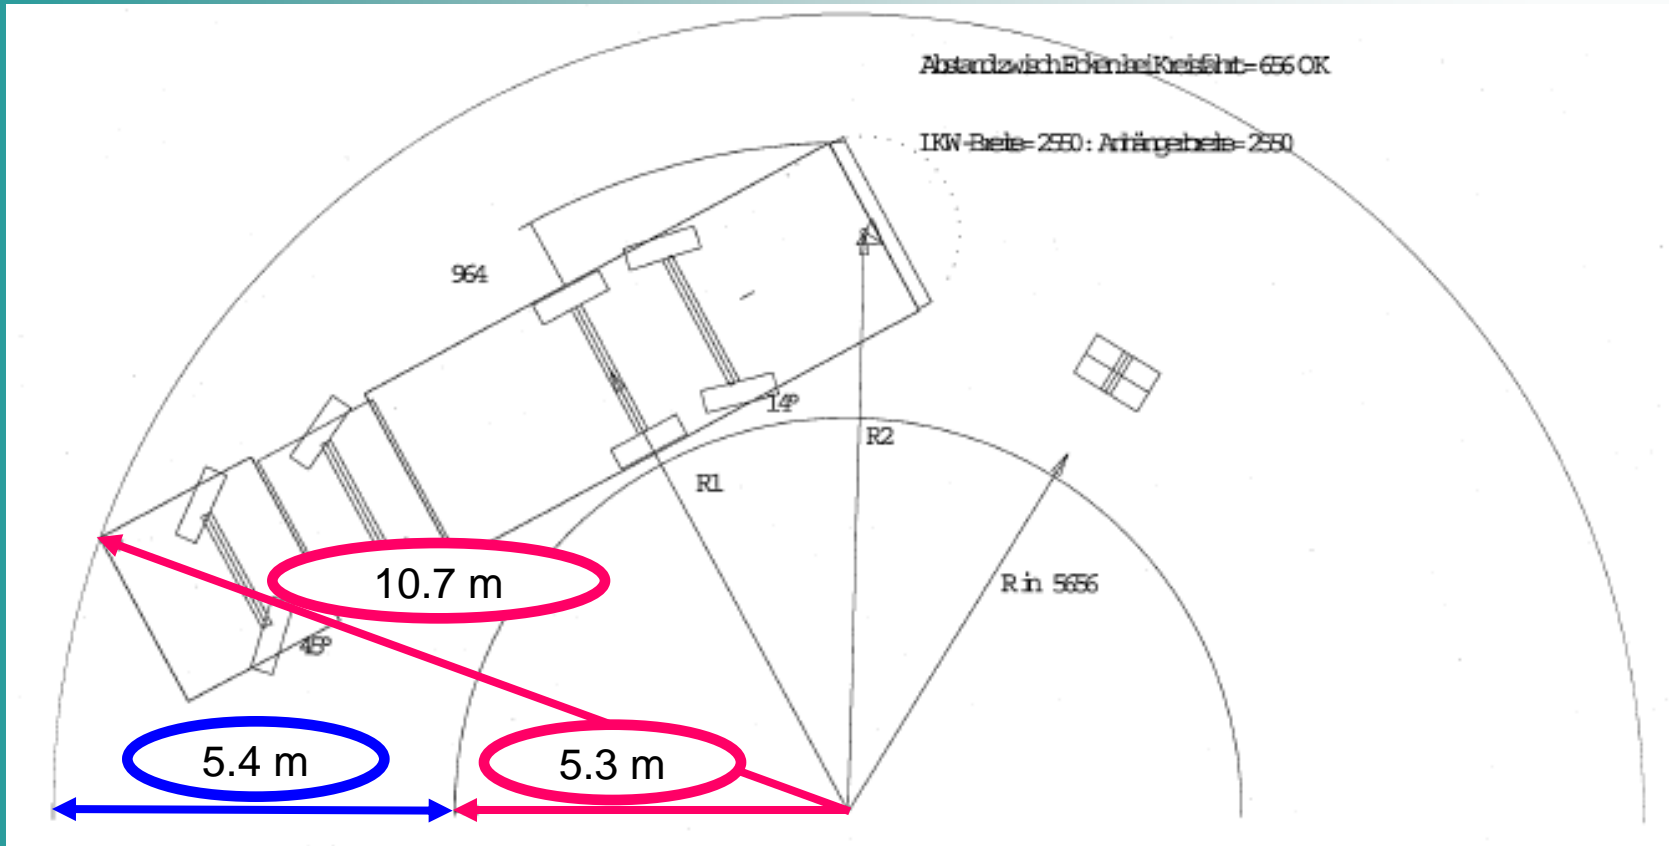 Abstand zwisch Ecken bei Kreisfahrt = 656 OK
LKW-Breite = 2550 : Anhängerbreite = 2550
964
14°
R2
R1
10.7 m
R in 5656
45°
5.4 m
5.3 m